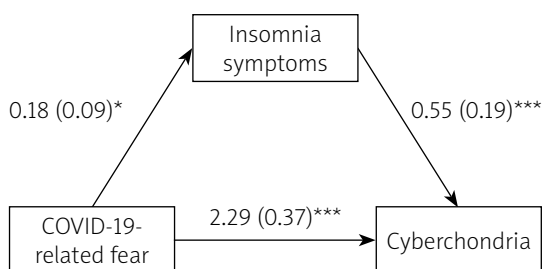 Insomnia
symptoms
0.18 (0.09)*
0.55 (0.19)***
COVID-19-
related fear
2.29 (0.37)***
Cyberchondria